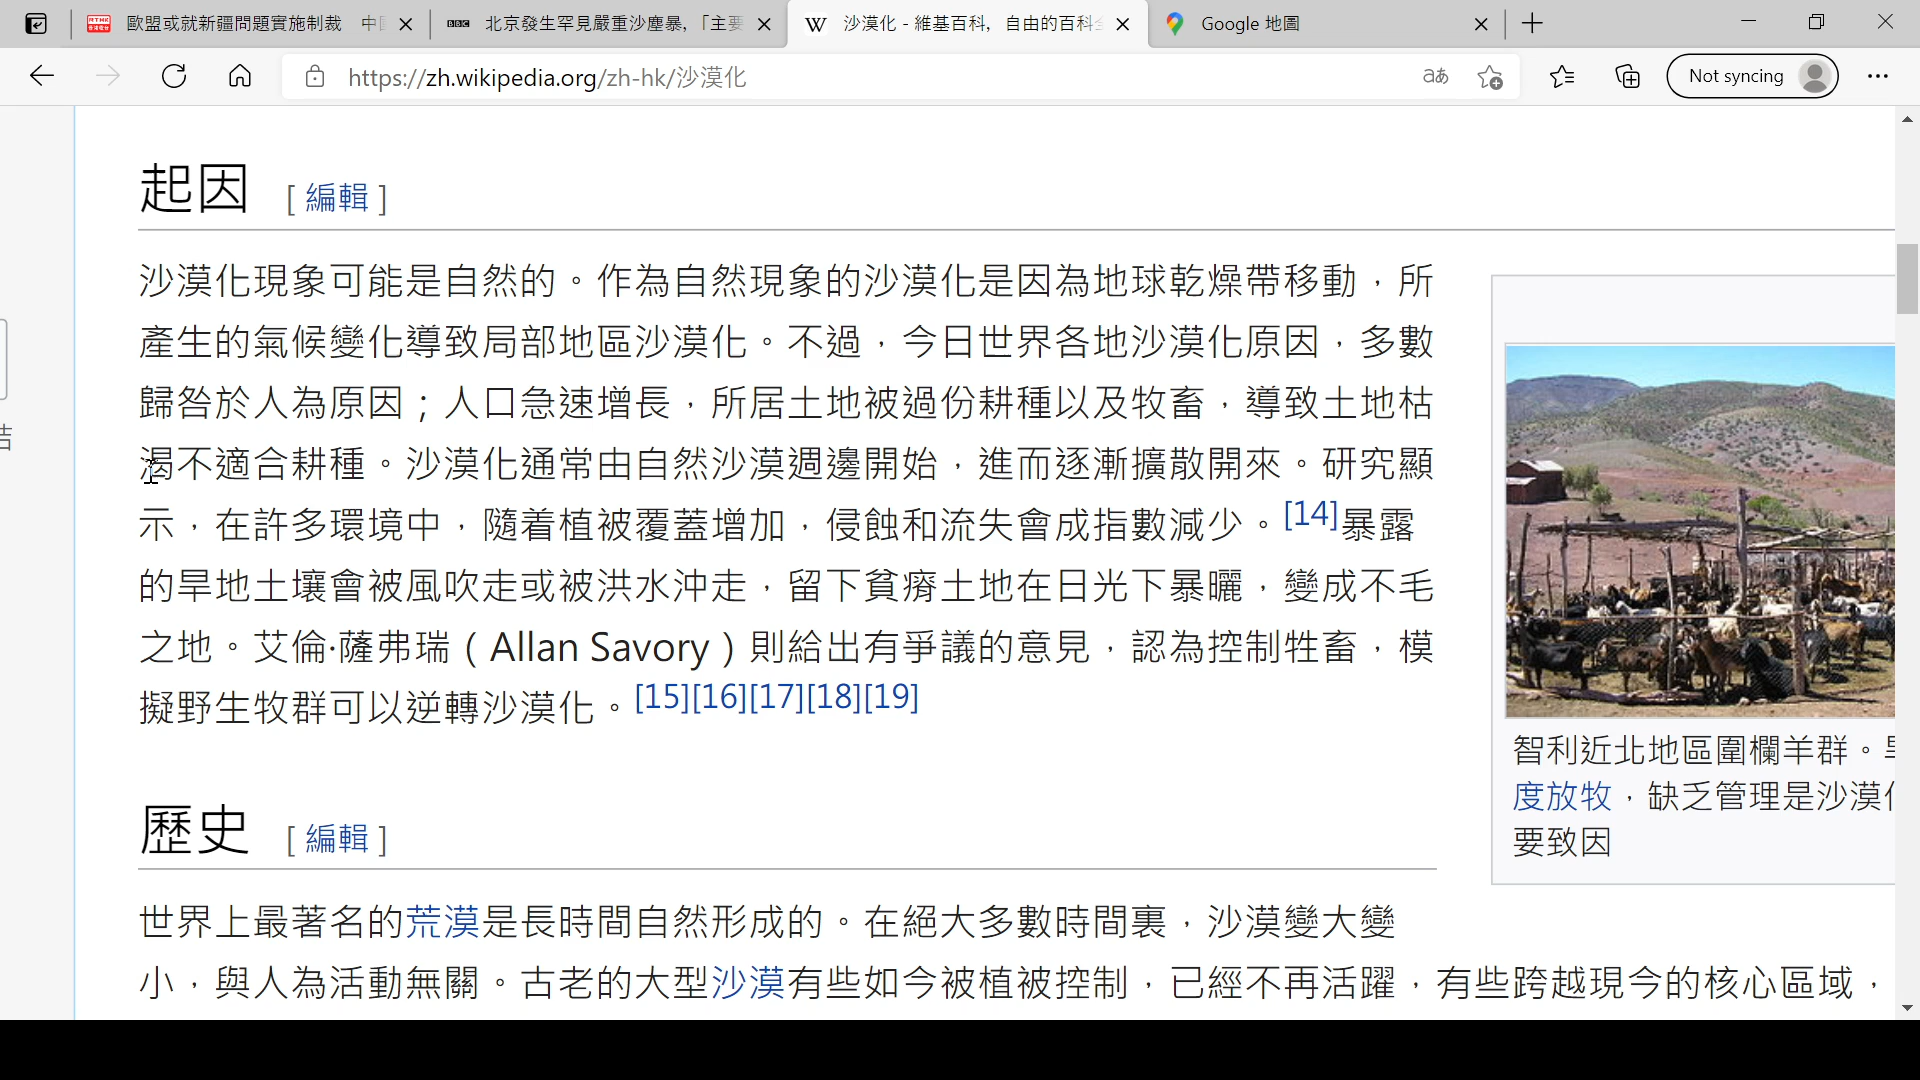 歐盟或就新疆問題實施制裁 中
BBC 北京發生罕見嚴重沙塵暴,「主要
W 沙漠化 - 維基百科，自由的百科
Google 地圖
https://zh.wikipedia.org/zh-hk/沙漠化
Not syncing
起因 [ 編輯 ]
沙漠化現象可能是自然的。作為自然現象的沙漠化是因為地球乾燥帶移動，所
產生的氣候變化導致局部地區沙漠化。不過，今日世界各地沙漠化原因，多數
歸咎於人為原因；人口急速增長，所居土地被過份耕種以及牧畜，導致土地枯
渴不適合耕種。沙漠化通常由自然沙漠週邊開始，進而逐漸擴散開來。研究顯
示，在許多環境中，隨着植被覆蓋增加，侵蝕和流失會成指數減少。[14]暴露
的旱地土壤會被風吹走或被洪水沖走，留下貧瘠土地在日光下暴曬，變成不毛
之地。艾倫·薩弗瑞（Allan Savory）則給出有爭議的意見，認為控制牲畜，模
擬野生牧群可以逆轉沙漠化。[15][16][17][18][19]
智利近北地區圍欄羊群。
度放牧，缺乏管理是沙漠
要致因
歷史 [ 編輯 ]
世界上最著名的荒漠是長時間自然形成的。在絕大多數時間裏，沙漠變大變
小，與人為活動無關。古老的大型沙漠有些如今被植被控制，已經不再活躍，有些跨越現今的核心區域，